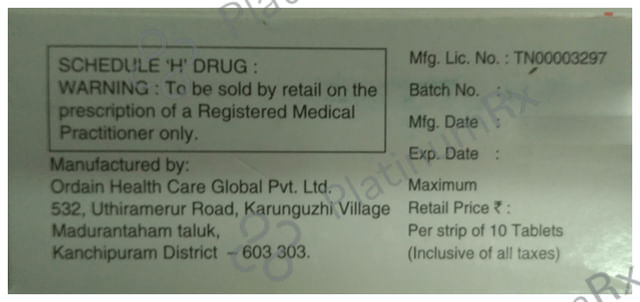 SCHEDULE 'H' DRUG :
WARNING : To be sold by retail on the
prescription of a Registered Medical
Practitioner only.
Manufactured by:
Ordain Health Care Global Pvt. Ltd.
532, Uthiramerur Road, Karunguzhi Village
Madurantaham taluk,
Kanchipuram District – 603 303.
Mfg. Lic. No. : TN00003297
Batch No. :
Mfg. Date :
Exp. Date :
Maximum
Retail Price ₹ :
Per strip of 10 Tablets
(Inclusive of all taxes)
PlatinumRx